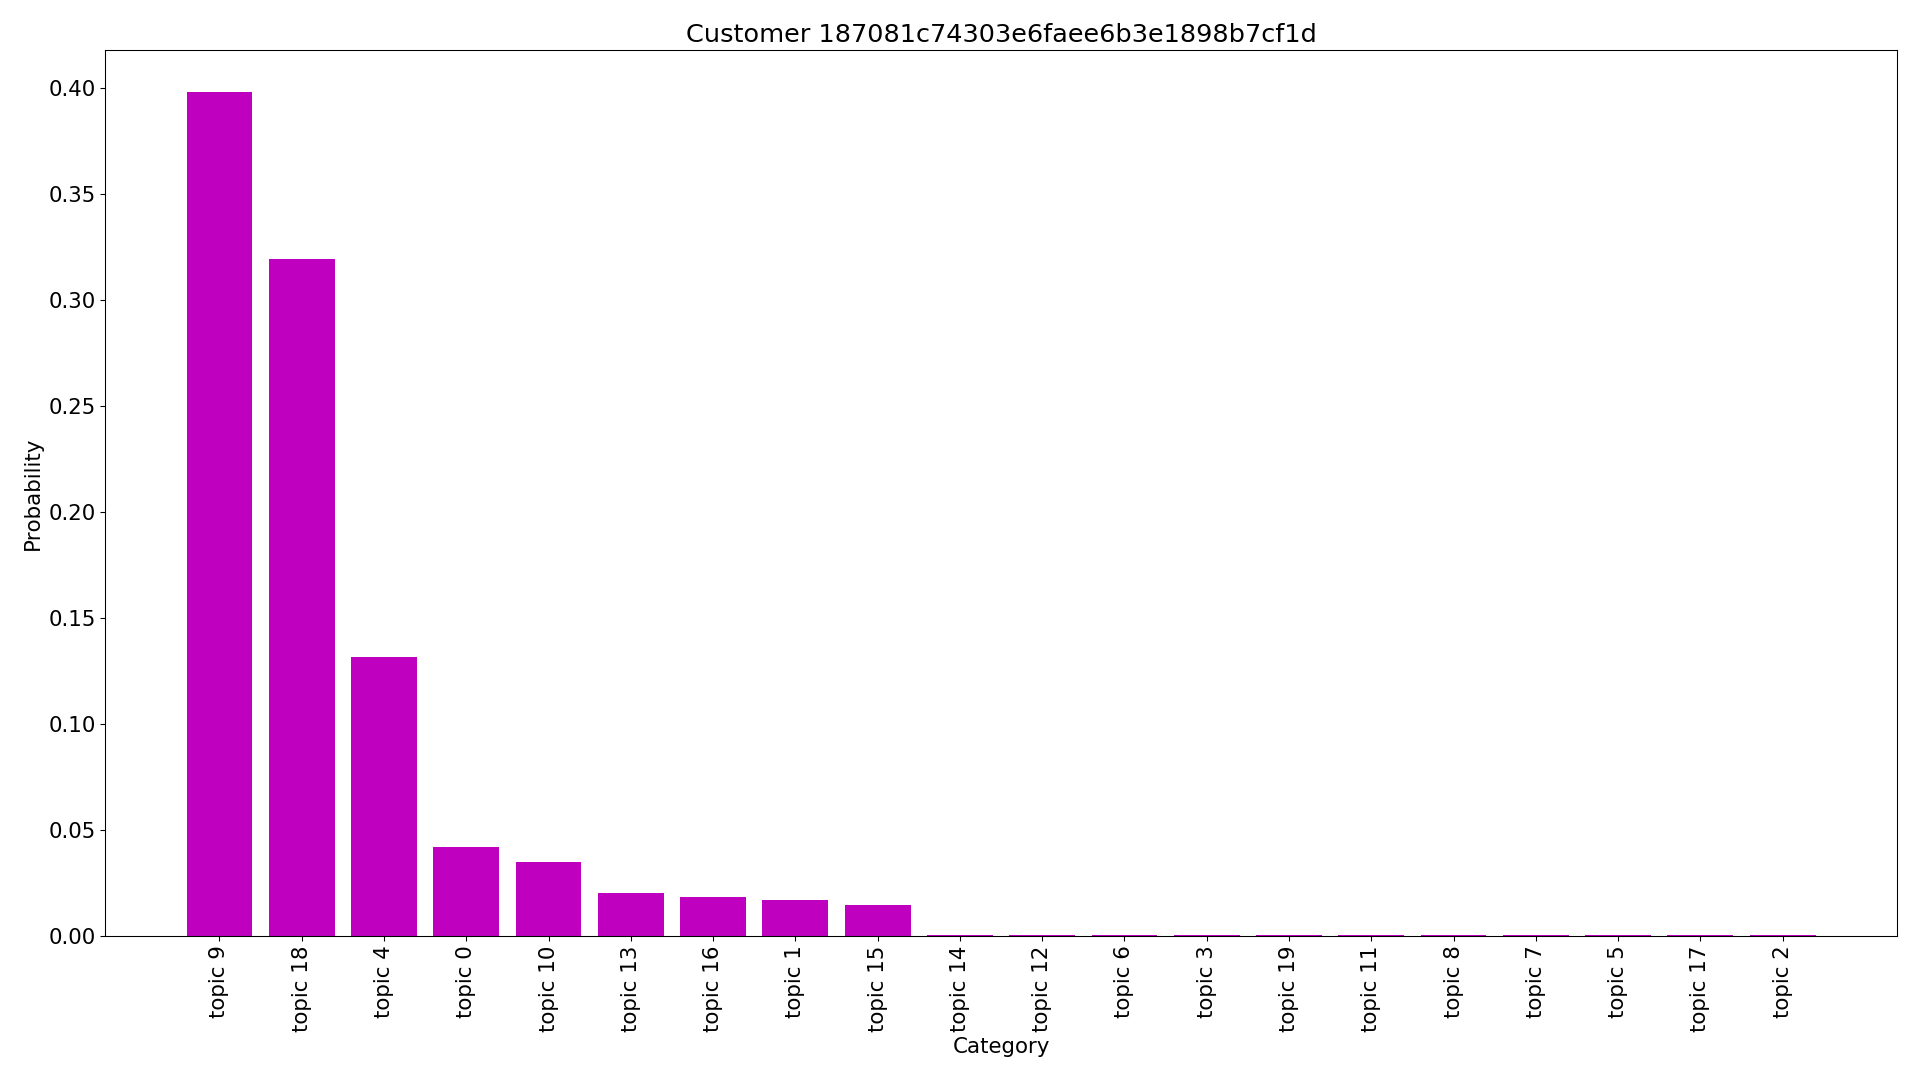 Customer 187081c74303e6faee6b3e1898b7cf1d
0.40
0.35
0.30
0.25
0.20
0.15
0.10
0.05
0.00
Probability
topic 9
topic 18
topic 4
topic 0
topic 10
topic 13
topic 16
topic 1
topic 15
topic 14
topic 12
topic 6
topic 3
topic 19
topic 11
topic 8
topic 7
topic 5
topic 17
topic 2
Category